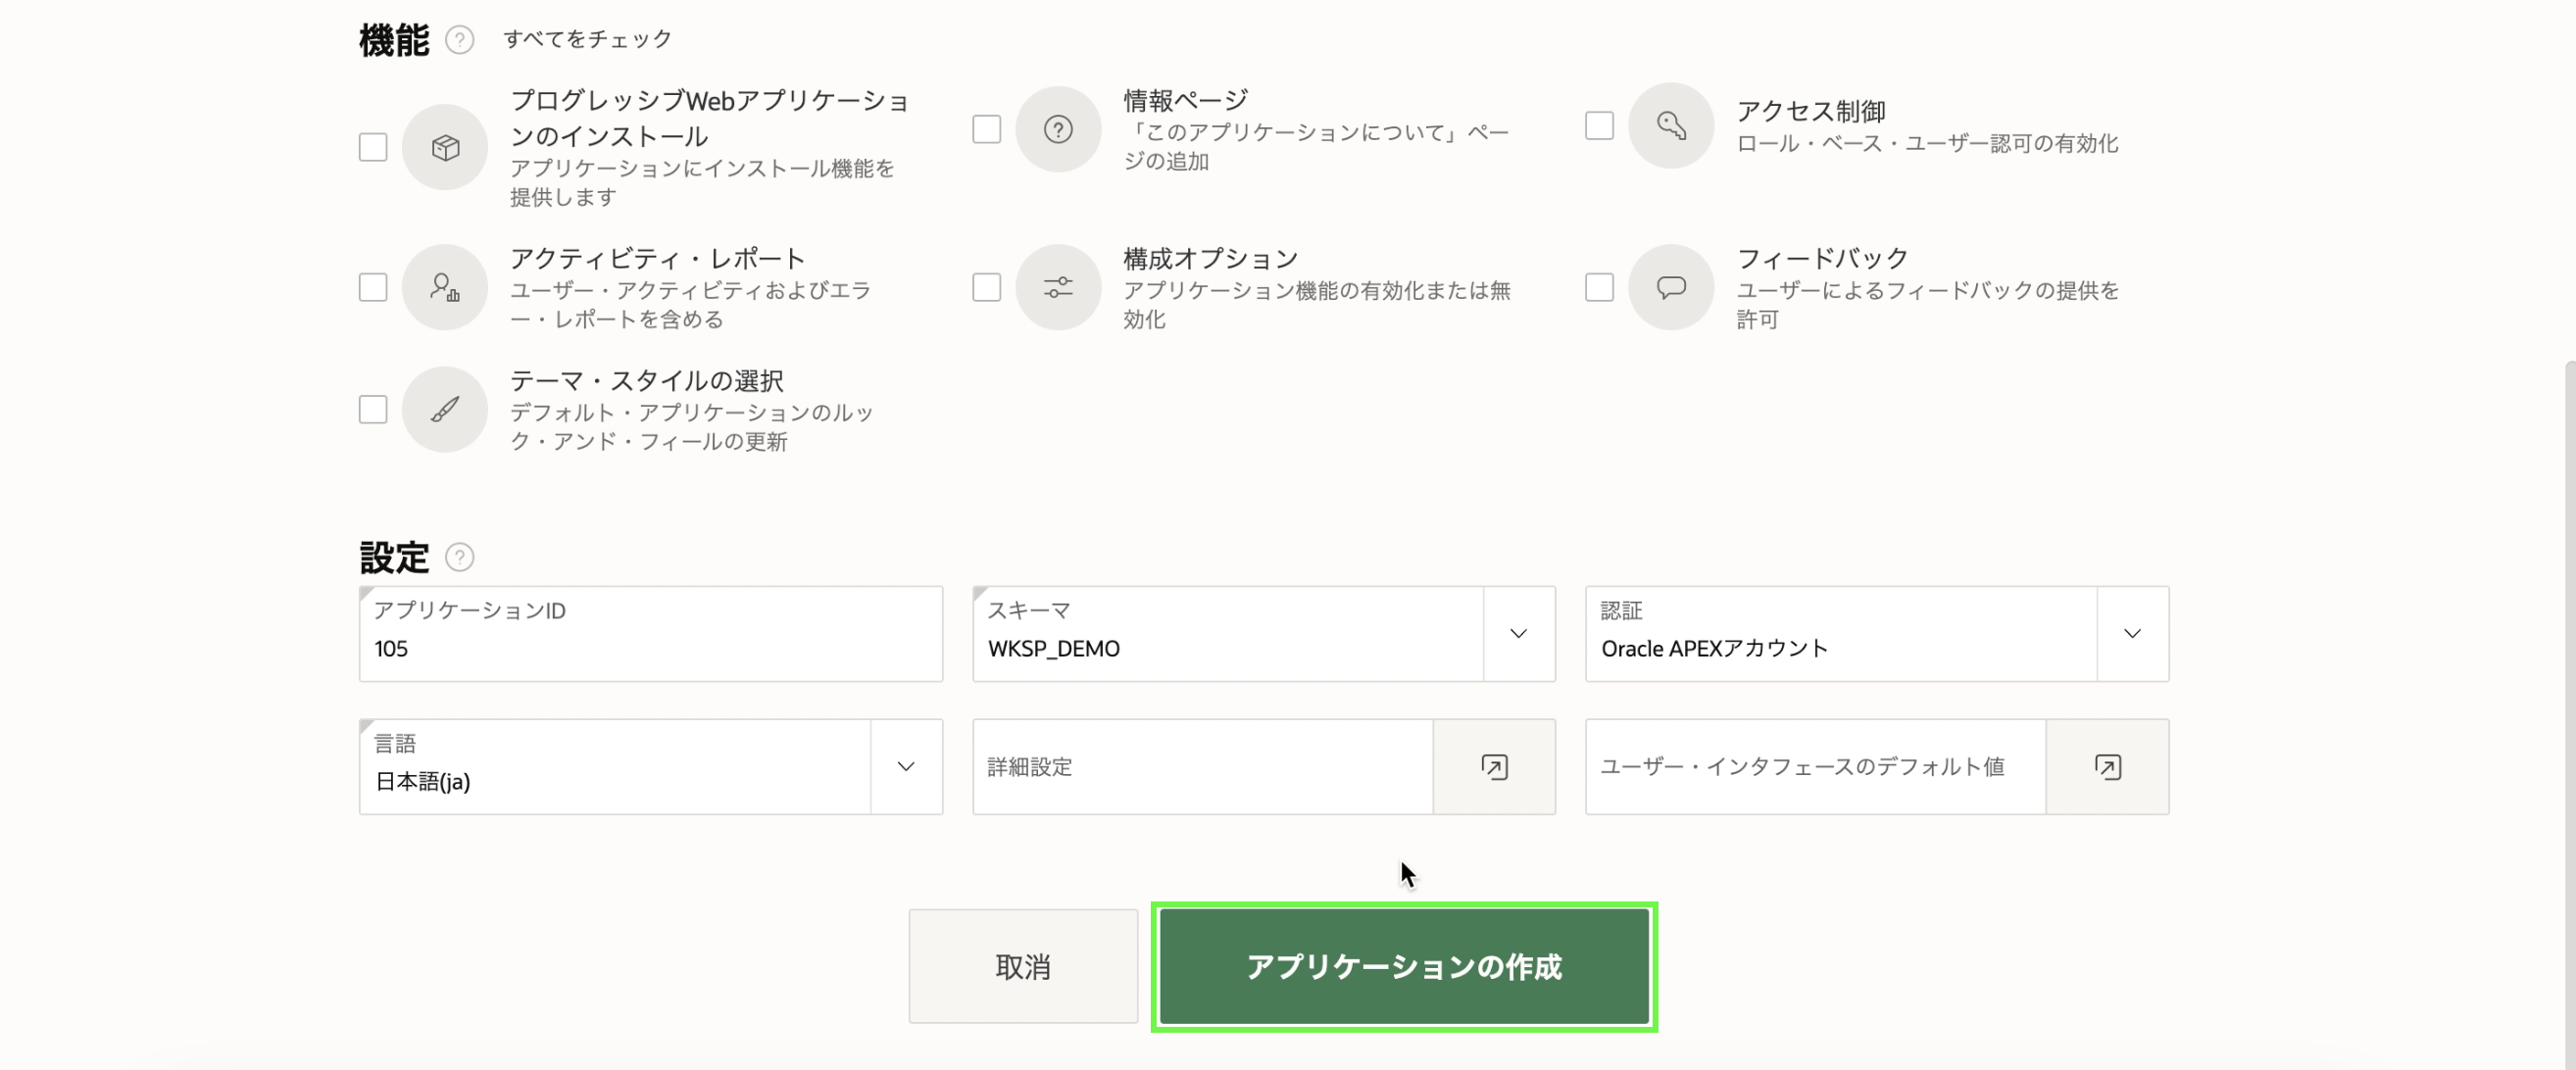 機能 ? すべてをチェック
プログレッシブWebアプリケーショ
ンのインストール
アプリケーションにインストール機能を
提供します
情報ページ
「このアプリケーションについて」ペー
ジの追加
アクセス制御
ロール・ベース・ユーザー認可の有効化
アクティビティ・レポート
ユーザー・アクティビティおよびエラ
ー・レポートを含める
構成オプション
アプリケーション機能の有効化または無
効化
フィードバック
ユーザーによるフィードバックの提供を
許可
テーマ・スタイルの選択
デフォルト・アプリケーションのルッ
ク・アンド・フィールの更新
設定 ?
アプリケーションID
105
スキーマ
WKSP_DEMO
認証
Oracle APEXアカウント
言語
日本語(ja)
詳細設定
ユーザー・インタフェースのデフォルト値
取消
アプリケーションの作成